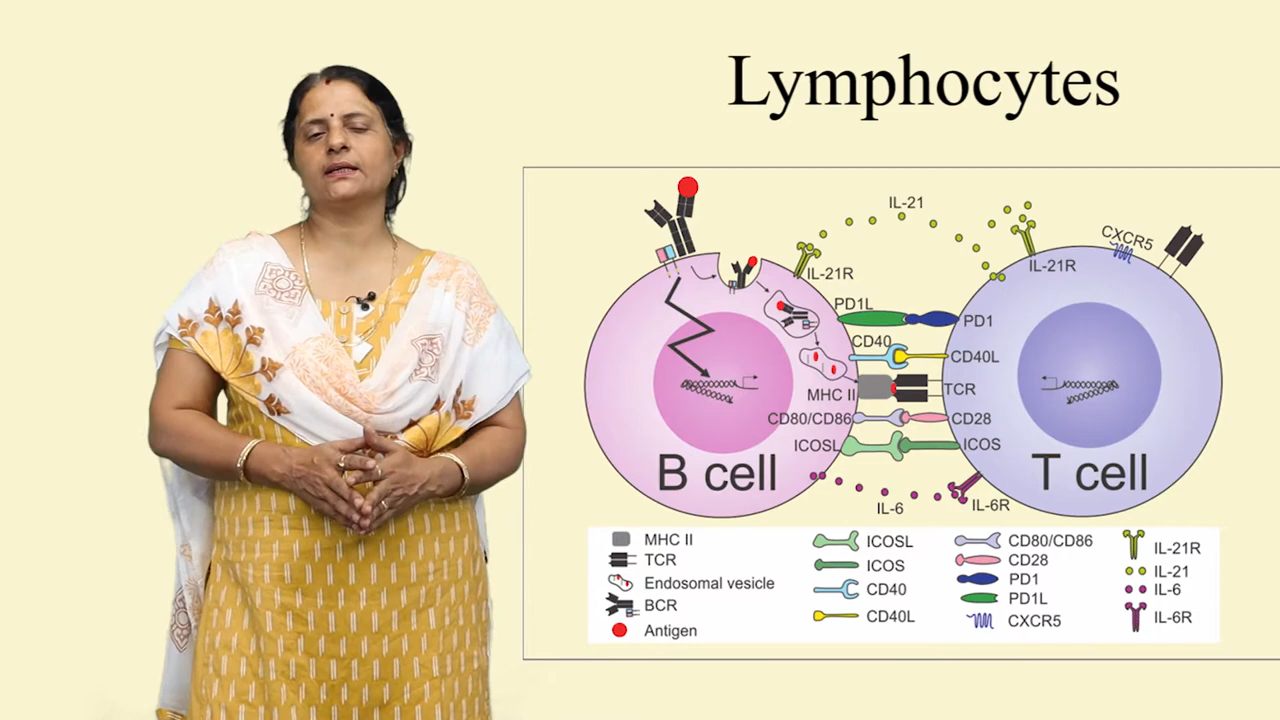 Lymphocytes
IL-21
CXCR5
IL-21R
IL-21R
PD1L
PD1
CD40
CD40L
MHC II
TCR
CD80/CD86
CD28
ICOSL
ICOS
B cell
T cell
IL-6
IL-6R
MHC II
TCR
Endosomal vesicle
BCR
Antigen
ICOSL
ICOS
CD40
CD40L
CD80/CD86
CD28
PD1
PD1L
CXCR5
IL-21R
IL-21
IL-6
IL-6R